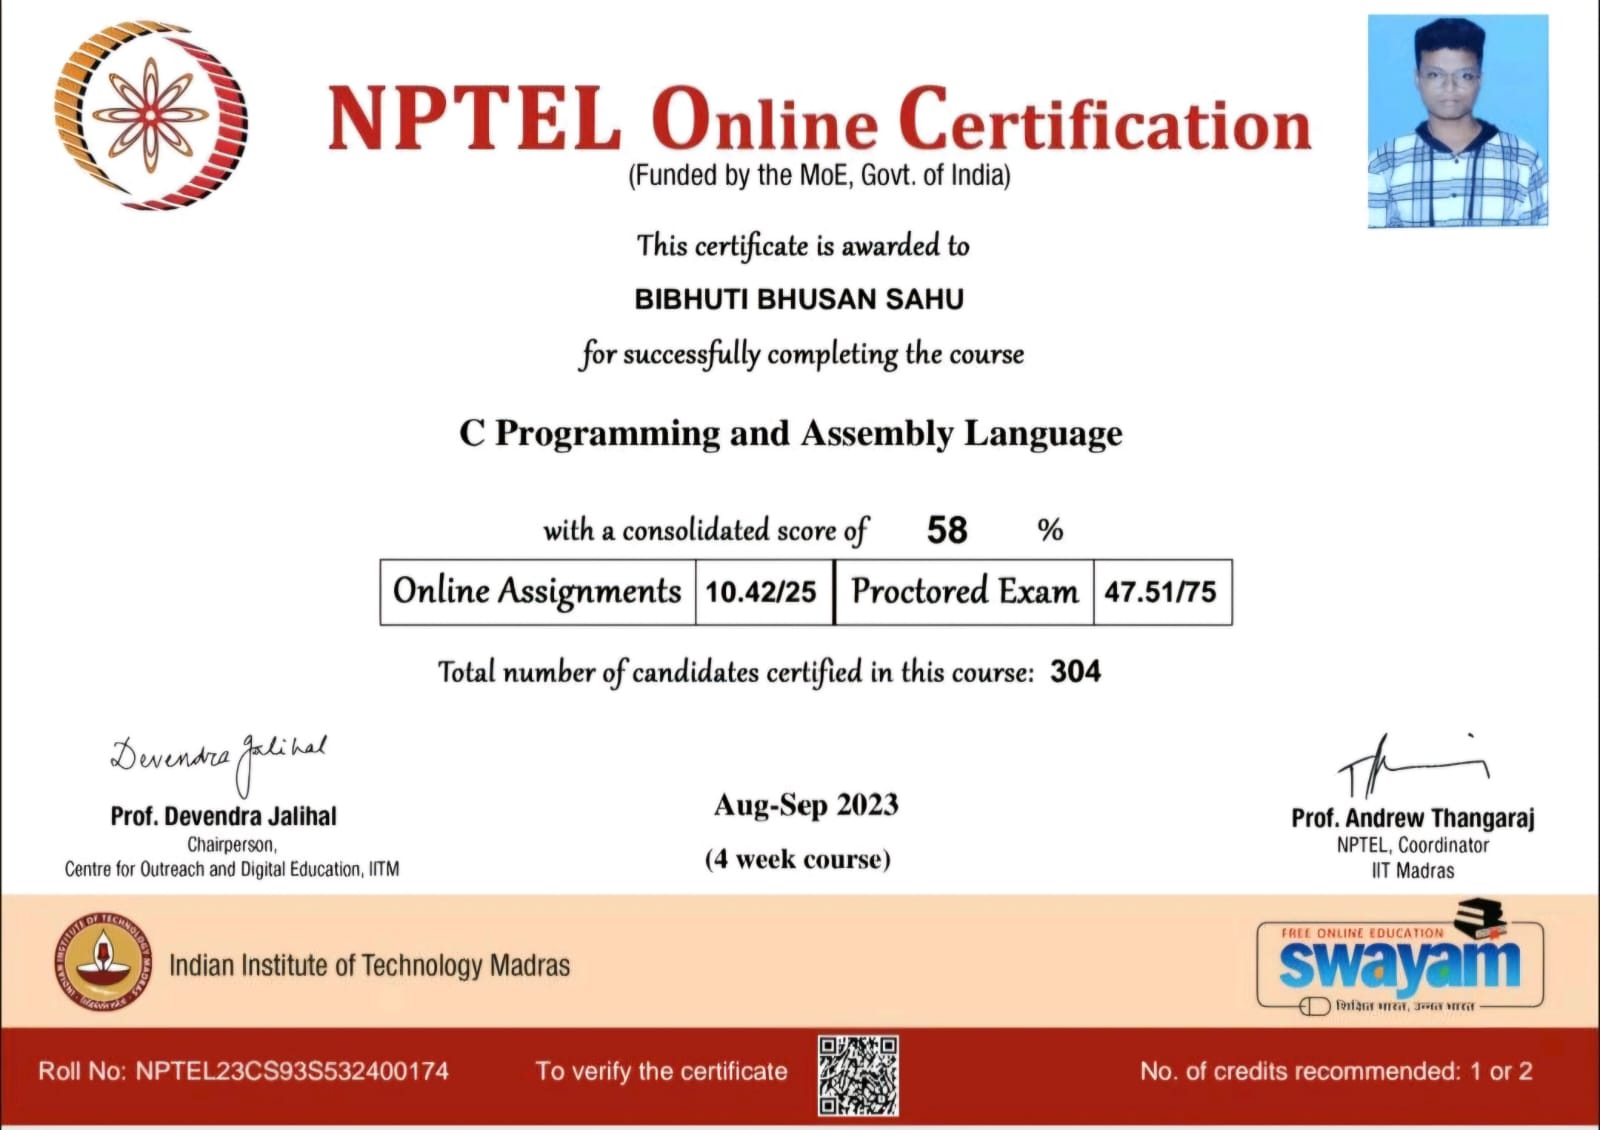 NPTEL Online Certification
(Funded by the MoE, Govt. of India)
This certificate is awarded to
BIBHUTI BHUSAN SAHU
for successfully completing the course
C Programming and Assembly Language
with a consolidated score of 58 %
Online Assignments 10.42/25 Proctored Exam 47.51/75
Total number of candidates certified in this course: 304
Devendra Jalihal
Prof. Devendra Jalihal
Chairperson,
Centre for Outreach and Digital Education, IITM
Aug-Sep 2023
(4 week course)
Prof. Andrew Thangaraj
NPTEL, Coordinator
IIT Madras
INDIAN INSTITUTE OF TECHNOLOGY MADRAS
Indian Institute of Technology Madras
FREE ONLINE EDUCATION
swayam
शिक्षित भारत, उन्नत भारत
Roll No: NPTEL23CS93S532400174
To verify the certificate
No. of credits recommended: 1 or 2